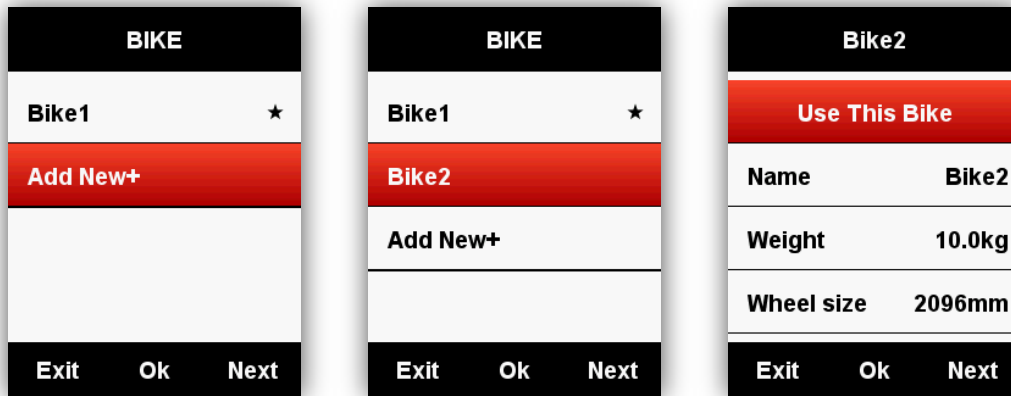 BIKE
Bike1 ★
Add New+
Exit Ok Next
BIKE
Bike1 ★
Bike2
Add New+
Exit Ok Next
Bike2
Use This Bike
Name Bike2
Weight 10.0kg
Wheel size 2096mm
Exit Ok Next